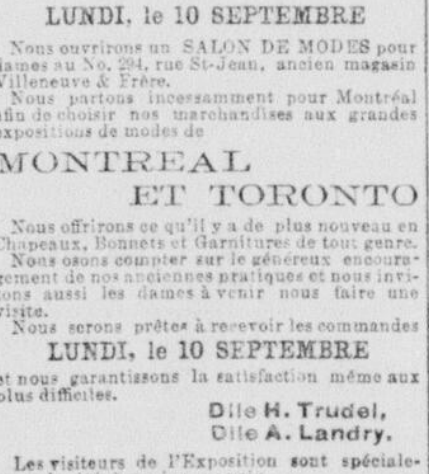 LUNDI, le 10 SEPTEMBRE
Nous ouvrirons un SALON DE MODES pour
dames au No. 294, rue St-Jean, ancien magasin
Villeneuve & Frère.
Nous partons incessamment pour Montréal
afin de choisir nos marchandises aux grandes
expositions de modes de
MONTREAL
ET TORONTO
Nous offrirons ce qu'il y a de plus nouveau en
Chapeaux, Bonnets et Garnitures de tout genre.
Nous osons compter sur le généreux encoura-
gement de nos anciennes pratiques et nous invi-
tons aussi les dames à venir nous faire une
visite.
Nous serons prêtes à recevoir les commandes
LUNDI, le 10 SEPTEMBRE
et nous garantissons la satisfaction même aux
plus difficiles.
Dlle H. Trudel,
Dlle A. Landry.
Les visiteurs de l'Exposition sont spéciale-